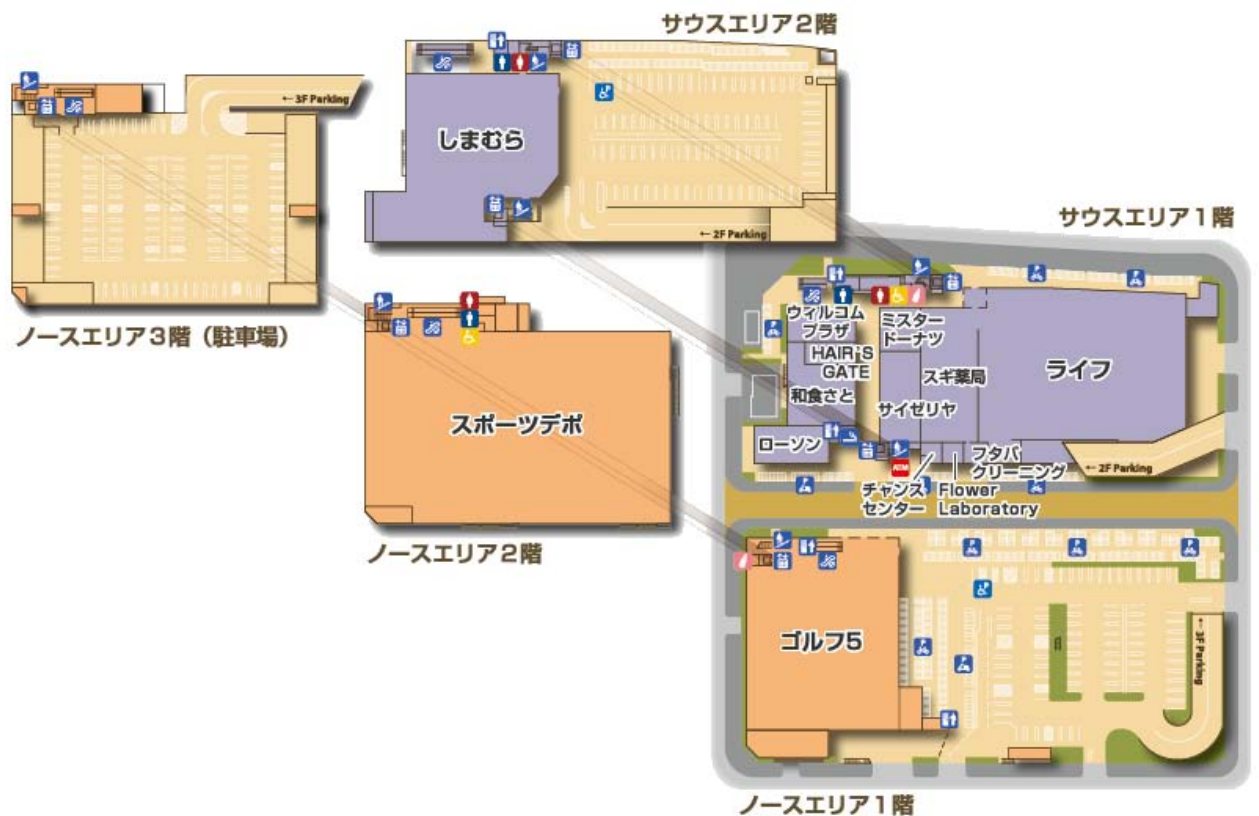 サウスエリア２階
← 3F Parking
しまむら
← 2F Parking
ノースエリア３階（駐車場）
サウスエリア１階
ウィルコム
プラザ
HAIR'S
GATE
和食さと
ローソン
ミスター
ドーナツ
スギ薬局
サイゼリヤ
ライフ
ATM
チャンス
センター
Flower
Laboratory
フタバ
クリーニング
← 2F Parking
スポーツデポ
ノースエリア２階
ゴルフ5
← 3F Parking
ノースエリア１階